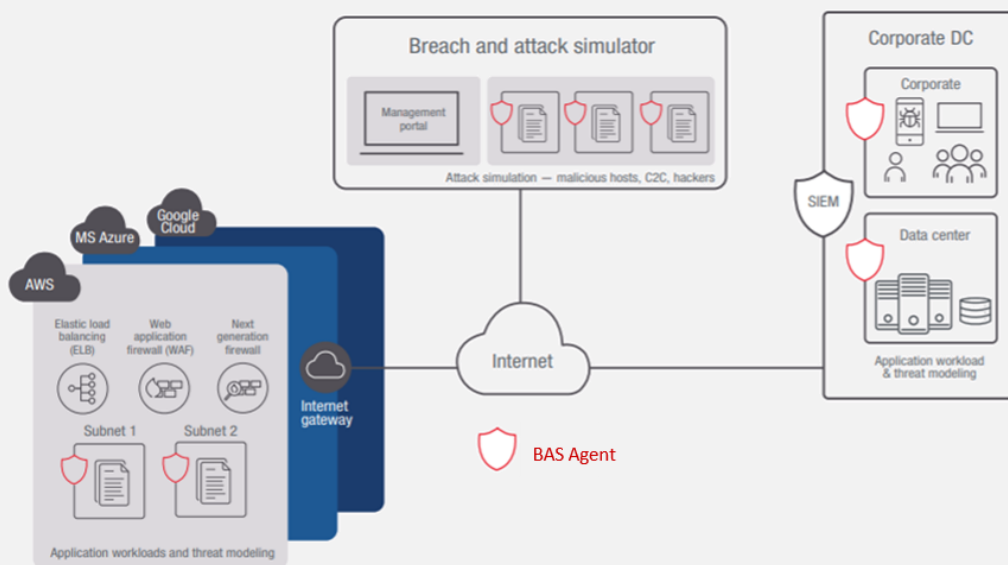 Breach and attack simulator
Management
portal
Attack simulation — malicious hosts, C2C, hackers
Corporate DC
Corporate
SIEM
Data center
Application workload
& threat modeling
Google
Cloud
MS Azure
AWS
Elastic load
balancing
(ELB)
Web
application
firewall (WAF)
Next
generation
firewall
Internet
gateway
Internet
Subnet 1
Subnet 2
Application workloads and threat modeling
BAS Agent